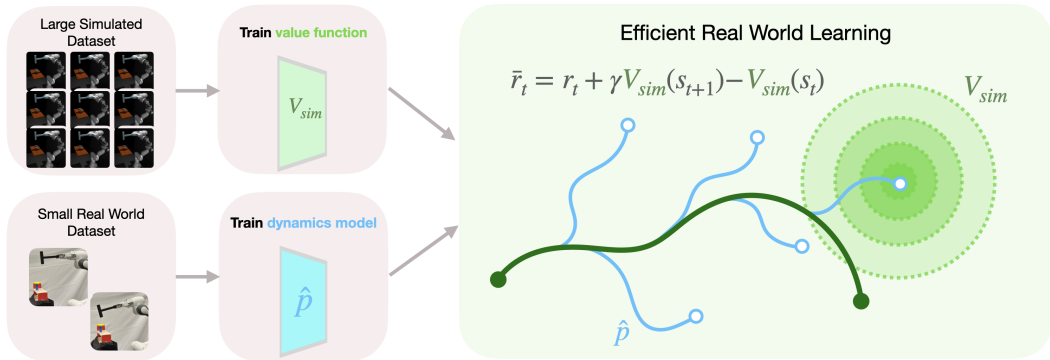 Large Simulated
Dataset
Train value function
V_sim
Small Real World
Dataset
Train dynamics model
p̂
Efficient Real World Learning
r̄_t = r_t + γV_sim(s_{t+1})−V_sim(s_t)
V_sim
p̂